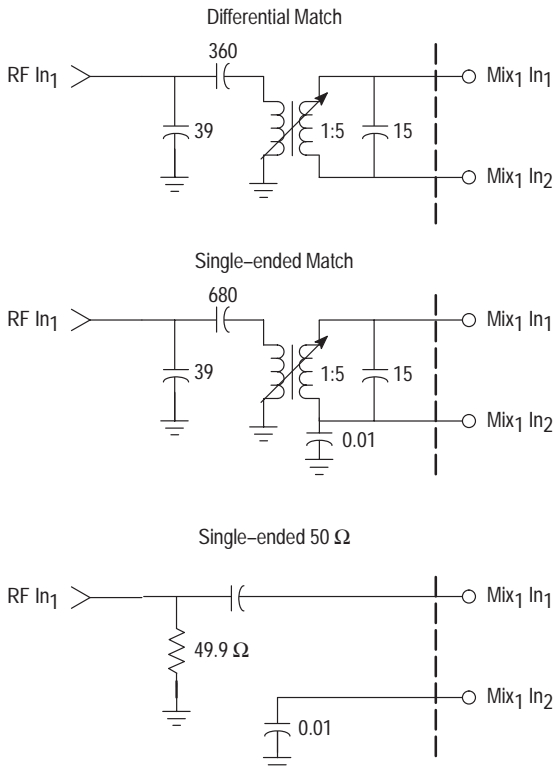 Differential Match
360
RF In1
39
1:5
15
Mix1 In1
Mix1 In2
Single–ended Match
680
RF In1
39
1:5
15
Mix1 In1
Mix1 In2
0.01
Single–ended 50 Ω
RF In1
Mix1 In1
49.9 Ω
Mix1 In2
0.01